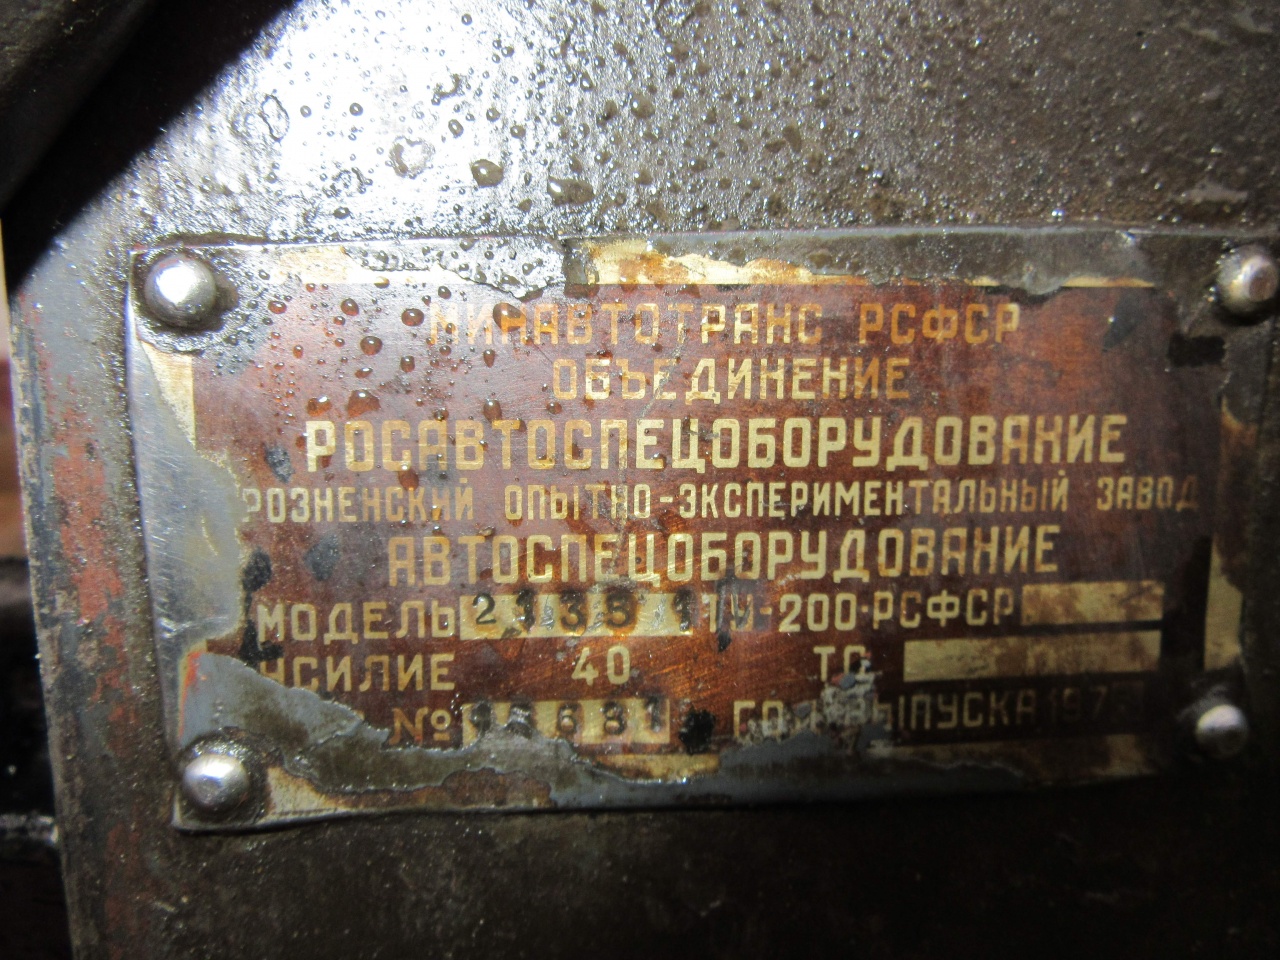 МИНАВТОТРАНС РСФСР
ОБЪЕДИНЕНИЕ
РОСАВТОСПЕЦОБОРУДОВАНИЕ
РОЗНЕНСКИЙ ОПЫТНО-ЭКСПЕРИМЕНТАЛЬНЫЙ ЗАВОД
АВТОСПЕЦОБОРУДОВАНИЕ
МОДЕЛЬ ТУ-200-РСФСР
УСИЛИЕ 40 ТС
№ ГОД ВЫПУСКА